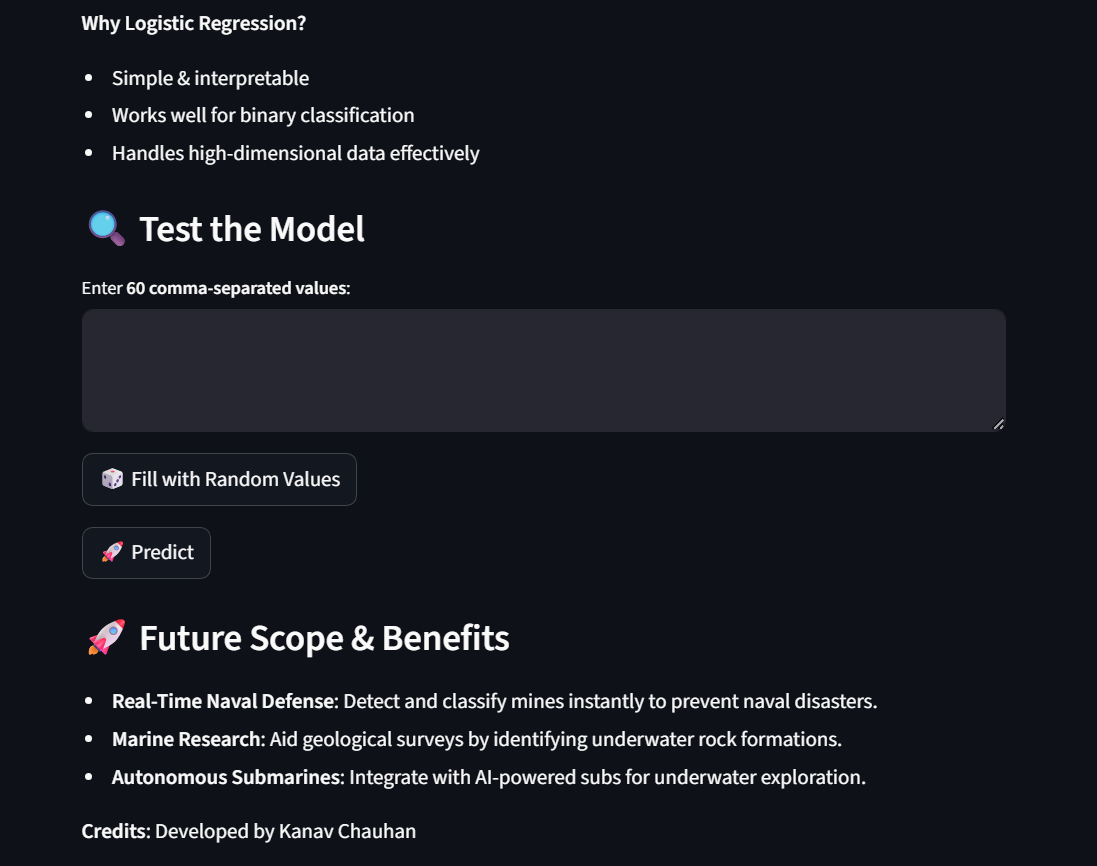 Why Logistic Regression?
Simple & interpretable
Works well for binary classification
Handles high-dimensional data effectively
Test the Model
Enter 60 comma-separated values:
Fill with Random Values
Predict
Future Scope & Benefits
Real-Time Naval Defense: Detect and classify mines instantly to prevent naval disasters.
Marine Research: Aid geological surveys by identifying underwater rock formations.
Autonomous Submarines: Integrate with AI-powered subs for underwater exploration.
Credits: Developed by Kanav Chauhan